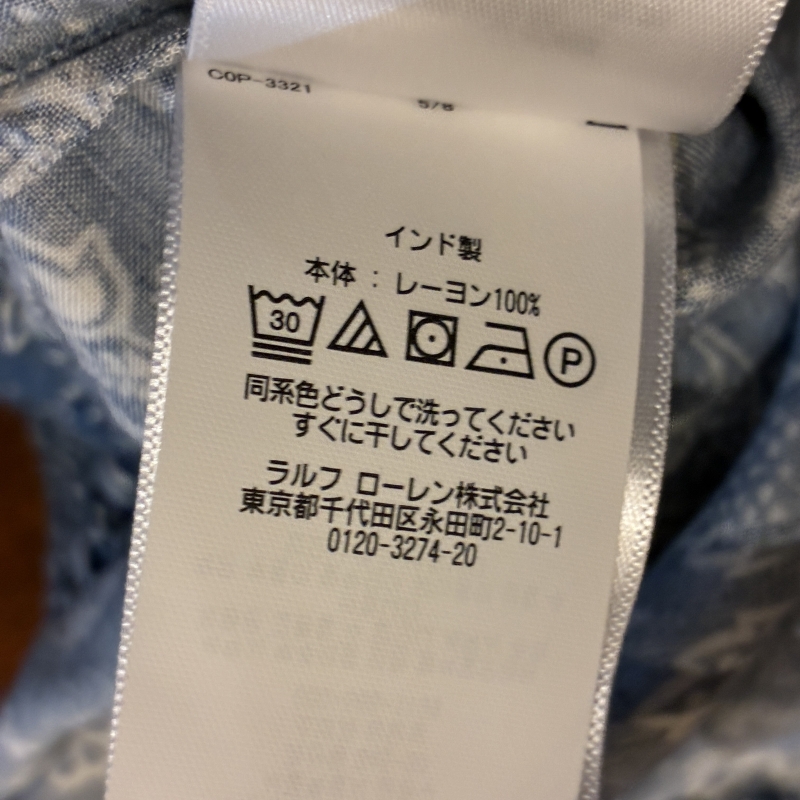 COP-3321
5/8
インド製
本体 : レーヨン100%
30
P
同系色どうしで洗ってください
すぐに干してください
ラルフ ローレン株式会社
東京都千代田区永田町2-10-1
0120-3274-20